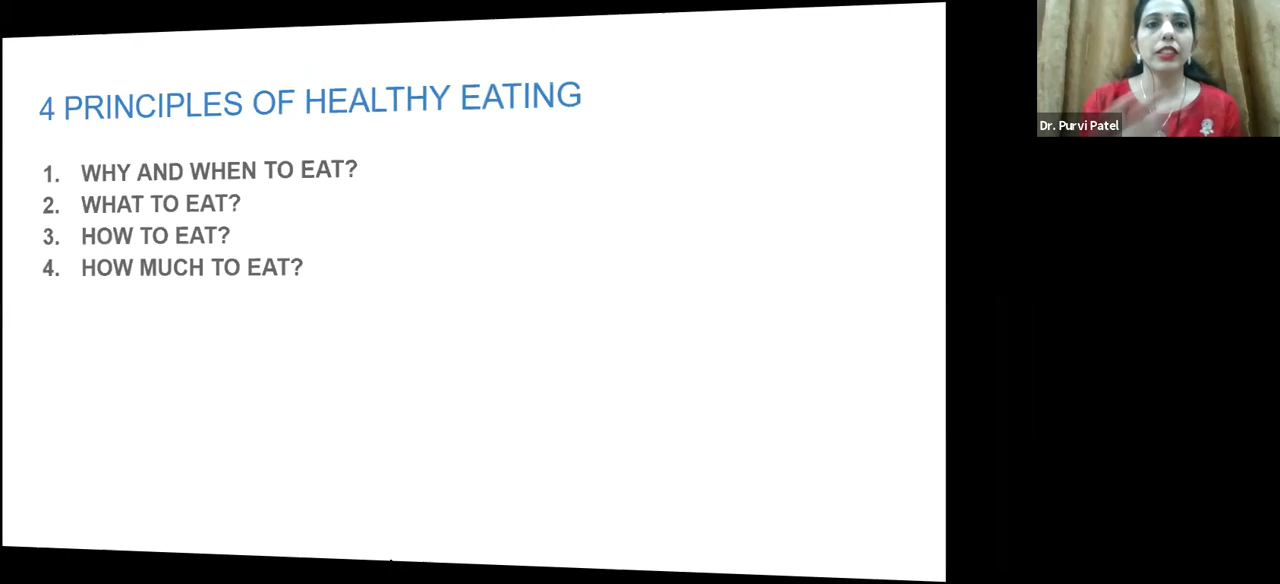 4 PRINCIPLES OF HEALTHY EATING
1. WHY AND WHEN TO EAT?
2. WHAT TO EAT?
3. HOW TO EAT?
4. HOW MUCH TO EAT?
Dr. Purvi Patel